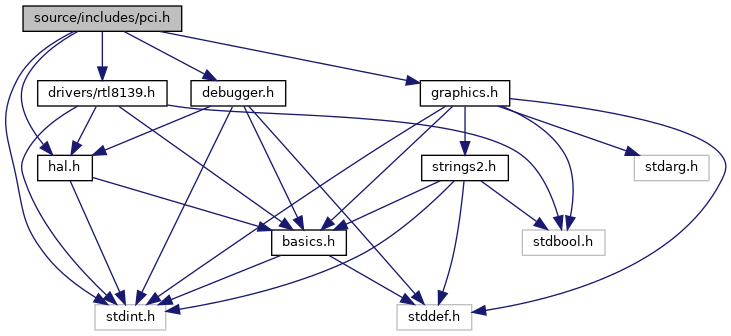 source/includes/pci.h
drivers/rtl8139.h
debugger.h
graphics.h
hal.h
strings2.h
stdarg.h
basics.h
stdbool.h
stdint.h
stddef.h